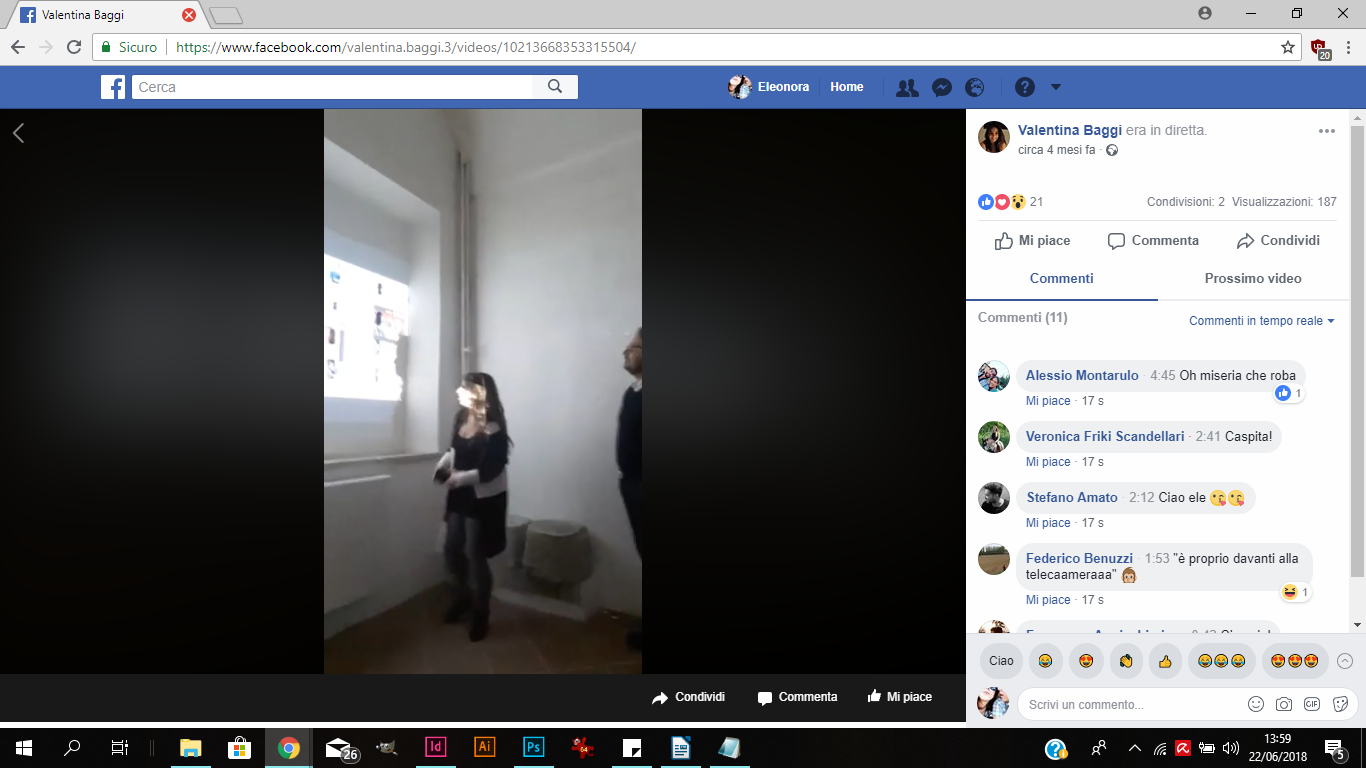 Valentina Baggi
Sicuro | https://www.facebook.com/valentina.baggi.3/videos/10213668353315504/
20
Cerca
Eleonora
Home
Valentina Baggi era in diretta.
circa 4 mesi fa ·
21
Condivisioni: 2 Visualizzazioni: 187
Mi piace
Commenta
Condividi
Commenti
Prossimo video
Commenti (11)
Commenti in tempo reale
Alessio Montarulo · 4:45 Oh miseria che roba
1
Mi piace · 17 s
Veronica Friki Scandellari · 2:41 Caspita!
Mi piace · 17 s
Stefano Amato · 2:12 Ciao ele 😘😘
Mi piace · 17 s
Federico Benuzzi · 1:53 "è proprio davanti alla
telecaameraaa"
1
Mi piace · 17 s
Ciao
Scrivi un commento...
GIF
Condividi
Commenta
Mi piace
26
Id
Ai
Ps
64
13:59
22/06/2018
5